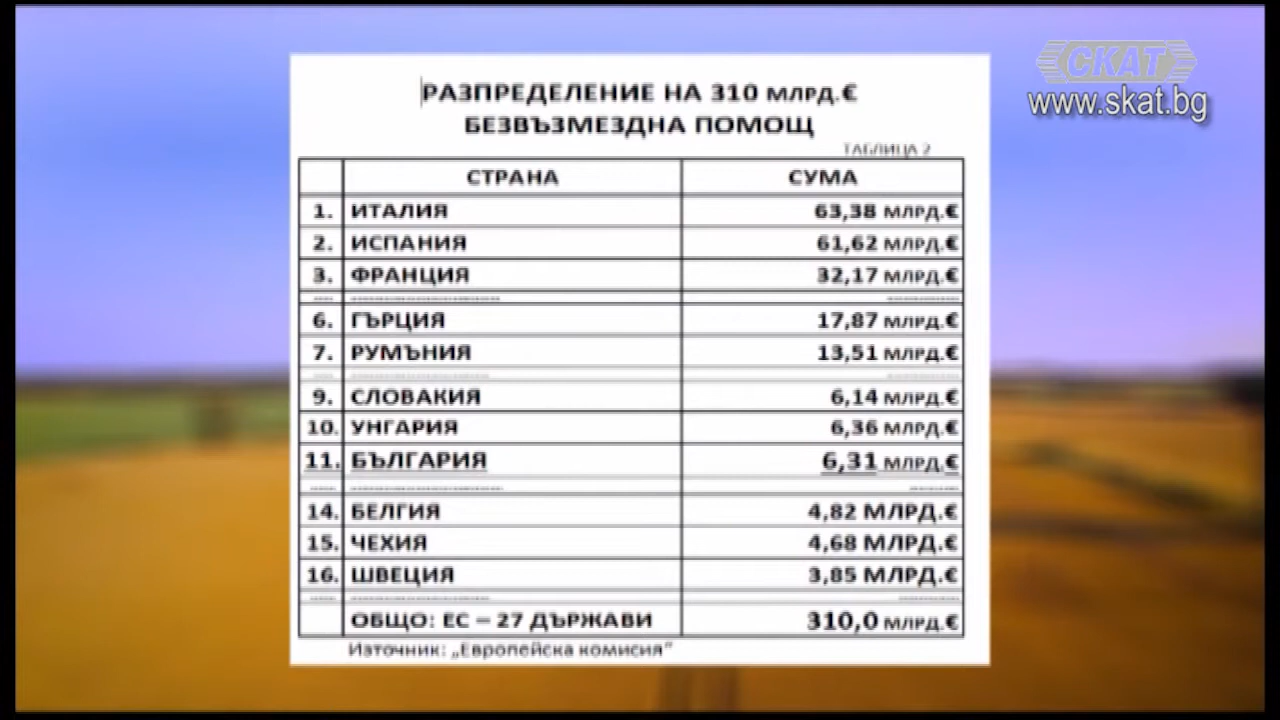 СКАТ
www.skat.bg
РАЗПРЕДЕЛЕНИЕ НА 310 МЛРД.€
БЕЗВЪЗМЕЗДНА ПОМОЩ
ТАБЛИЦА 2
СТРАНА СУМА
1. ИТАЛИЯ 63,38 МЛРД.€
2. ИСПАНИЯ 61,62 МЛРД.€
3. ФРАНЦИЯ 32,17 МЛРД.€
6. ГЪРЦИЯ 17,87 МЛРД.€
7. РУМЪНИЯ 13,51 МЛРД.€
9. СЛОВАКИЯ 6,14 МЛРД.€
10. УНГАРИЯ 6,36 МЛРД.€
11. БЪЛГАРИЯ 6,31 МЛРД.€
14. БЕЛГИЯ 4,82 МЛРД.€
15. ЧЕХИЯ 4,68 МЛРД.€
16. ШВЕЦИЯ 3,85 МЛРД.€
ОБЩО: ЕС – 27 ДЪРЖАВИ 310,0 МЛРД.€
Източник: „Европейска комисия“